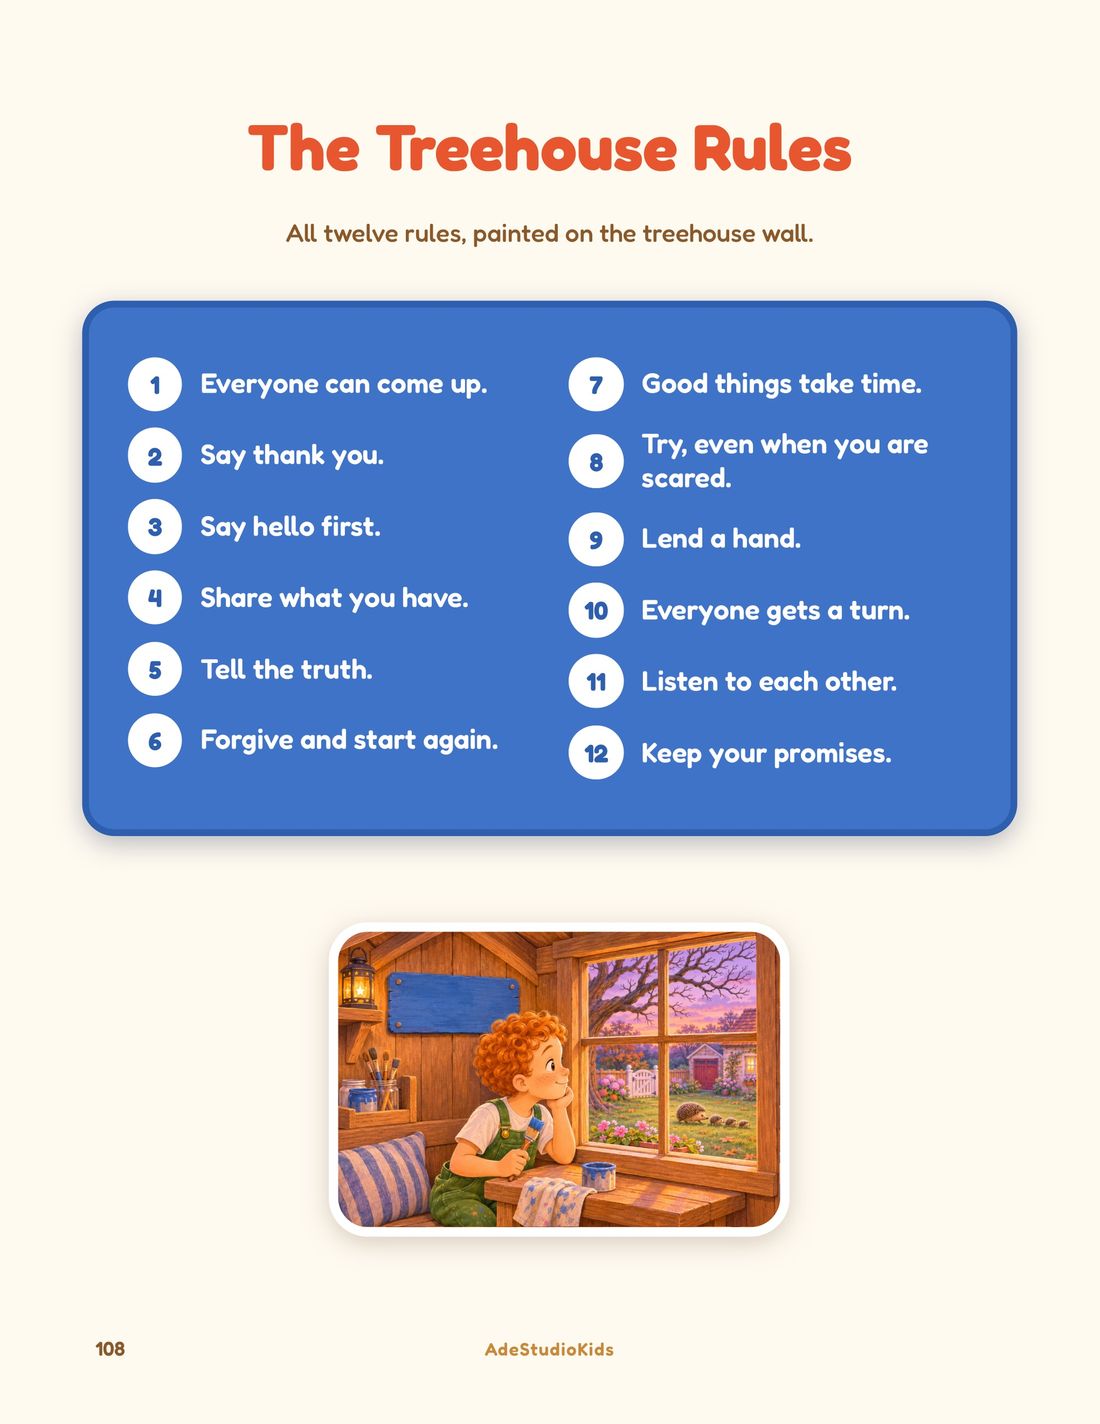 The Treehouse Rules
All twelve rules, painted on the treehouse wall.
1 Everyone can come up.
2 Say thank you.
3 Say hello first.
4 Share what you have.
5 Tell the truth.
6 Forgive and start again.
7 Good things take time.
8 Try, even when you are
scared.
9 Lend a hand.
10 Everyone gets a turn.
11 Listen to each other.
12 Keep your promises.
108
AdeStudioKids